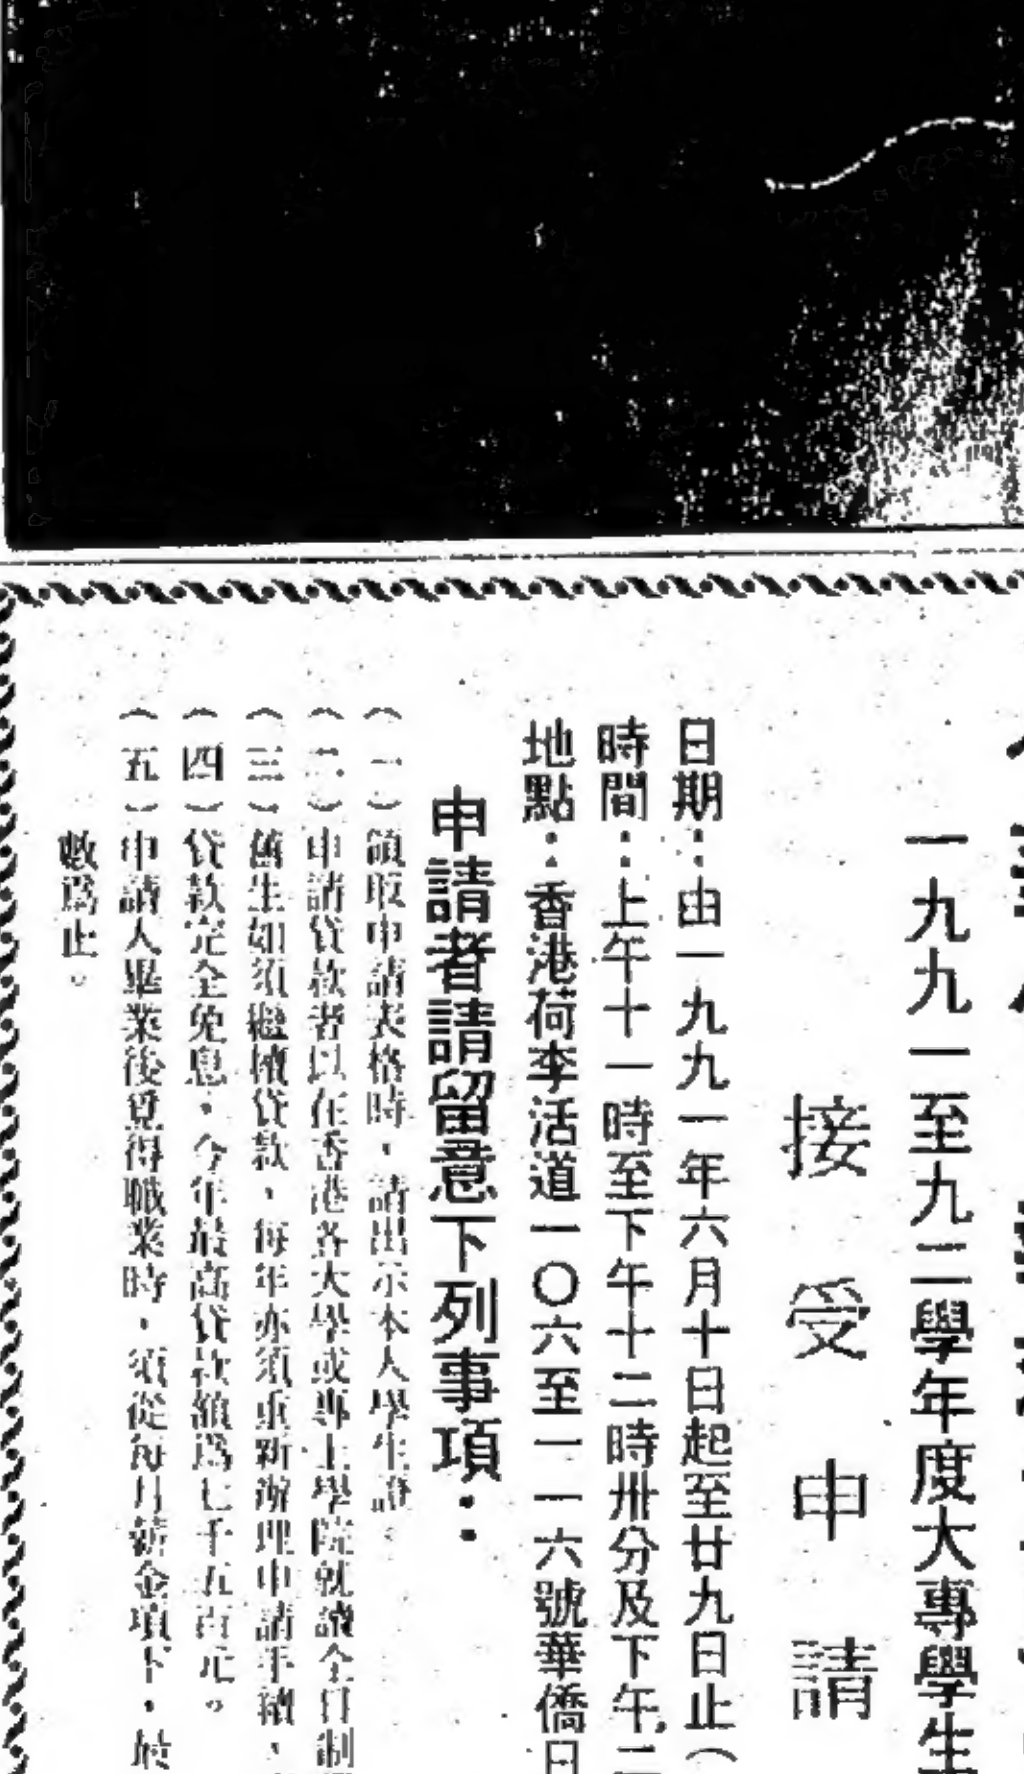 一九九一至九二學年度大專學生
接受申請
日期：由一九九一年六月十日起至廿九日止（
時間：上午十一時至下午十二時卅分及下午二
地點：香港荷李活道一〇六至一一六號華僑日
申請者請留意下列事項：
（一）領取申請表格時，請出示本人學生證。
（二）申請貸款者以在香港各大學或專上學院就讀全日制
（三）舊生如須繼續貸款，每年亦須重新辦理申請手續，
（四）貸款完全免息，今年最高貸款額爲七千五百元。
（五）申請人畢業後覓得職業時，須從每月薪金項下，於
數爲止。